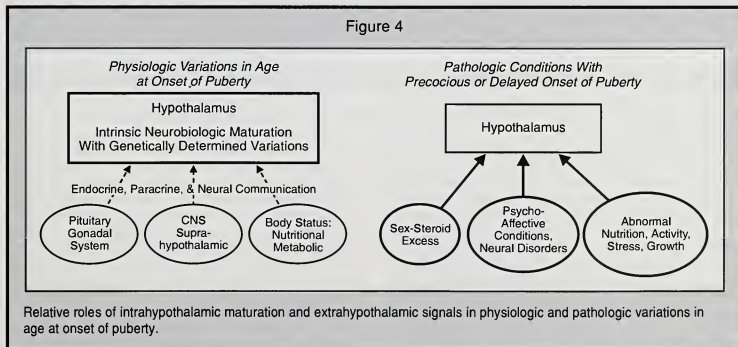 Figure 4
Physiologic Variations in Age
at Onset of Puberty
Hypothalamus
Intrinsic Neurobiologic Maturation
With Genetically Determined Variations
Endocrine, Paracrine, & Neural Communication
Pituitary
Gonadal
System
CNS
Supra-
hypothalamic
Body Status:
Nutritional
Metabolic
Pathologic Conditions With
Precocious or Delayed Onset of Puberty
Hypothalamus
Sex-Steroid
Excess
Psycho-
Affective
Conditions,
Neural Disorders
Abnormal
Nutrition, Activity,
Stress, Growth
Relative roles of intrahypothalamic maturation and extrahypothalamic signals in physiologic and pathologic variations in
age at onset of puberty.